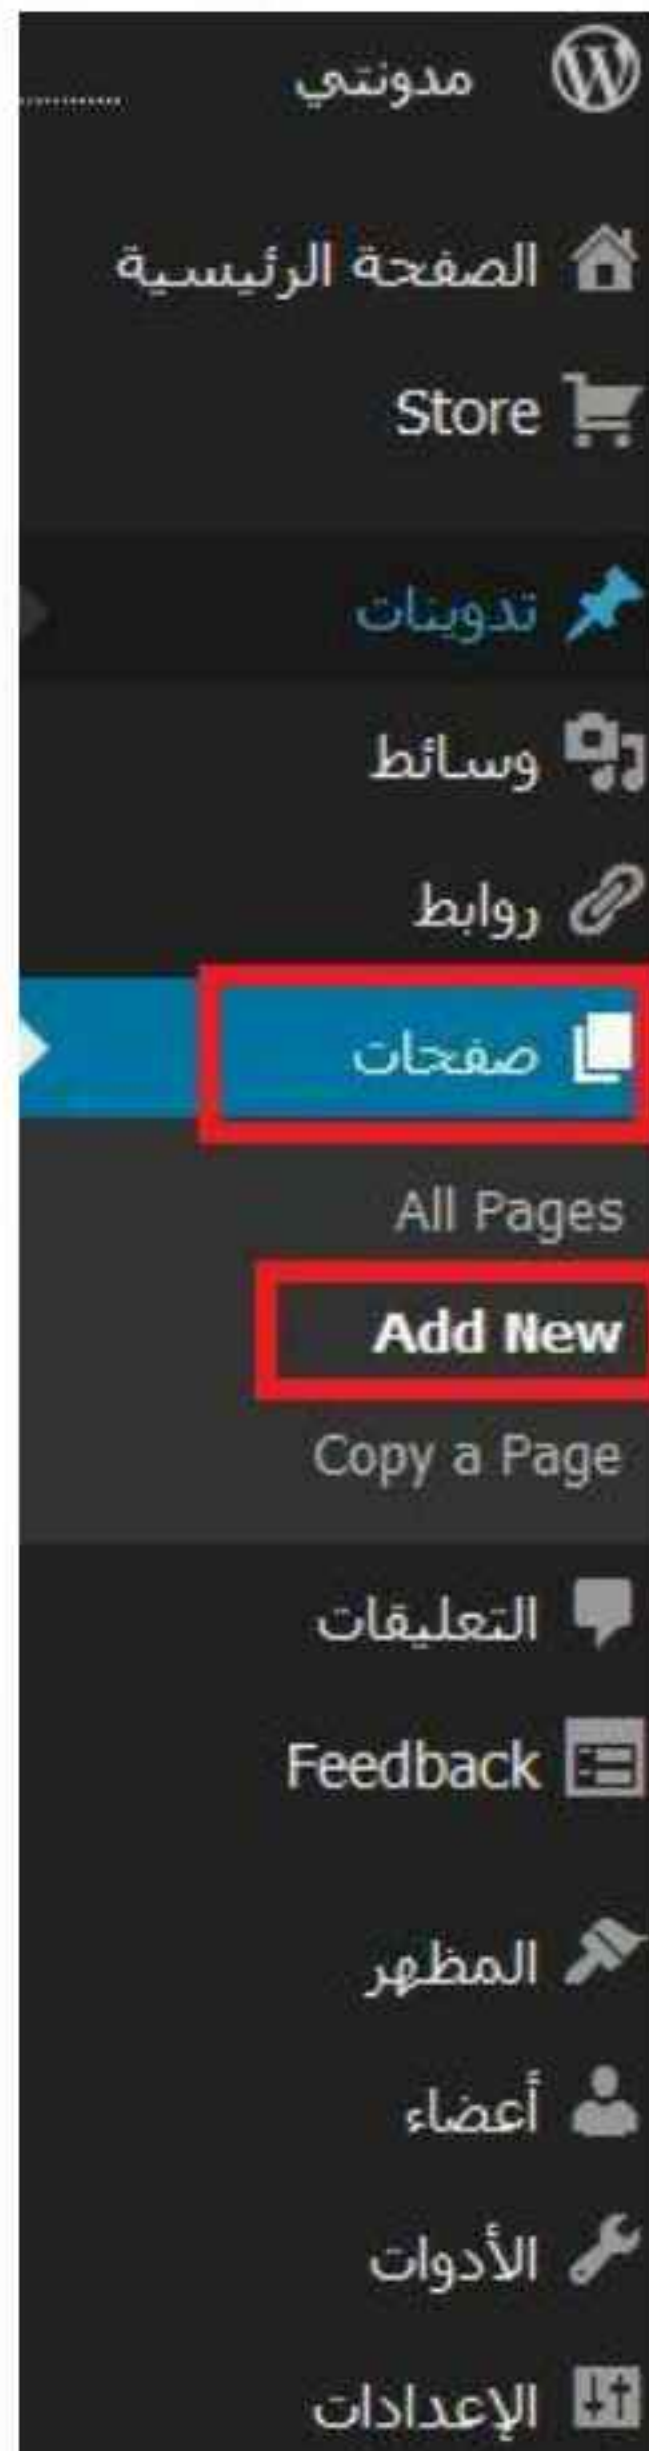 مدونتي
الصفحة الرئيسية
Store
تدوينات
وسائط
روابط
صفحات
All Pages
Add New
Copy a Page
التعليقات
Feedback
المظهر
أعضاء
الأدوات
الإعدادات